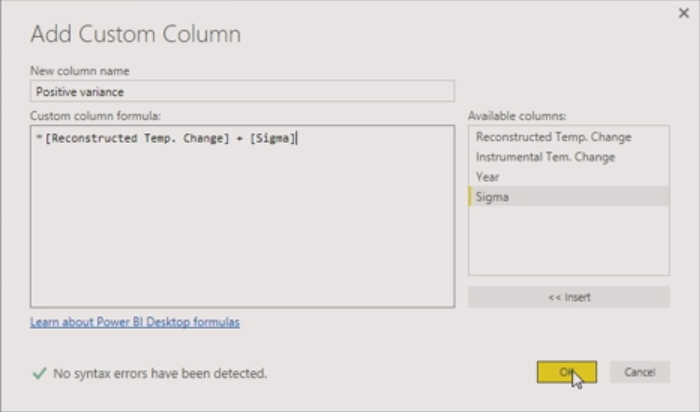 Add Custom Column
New column name
Positive variance
Custom column formula:
=[Reconstructed Temp. Change] + [Sigma]
Available columns:
Reconstructed Temp. Change
Instrumental Tem. Change
Year
Sigma
<< Insert
Learn about Power BI Desktop formulas
No syntax errors have been detected.
OK
Cancel